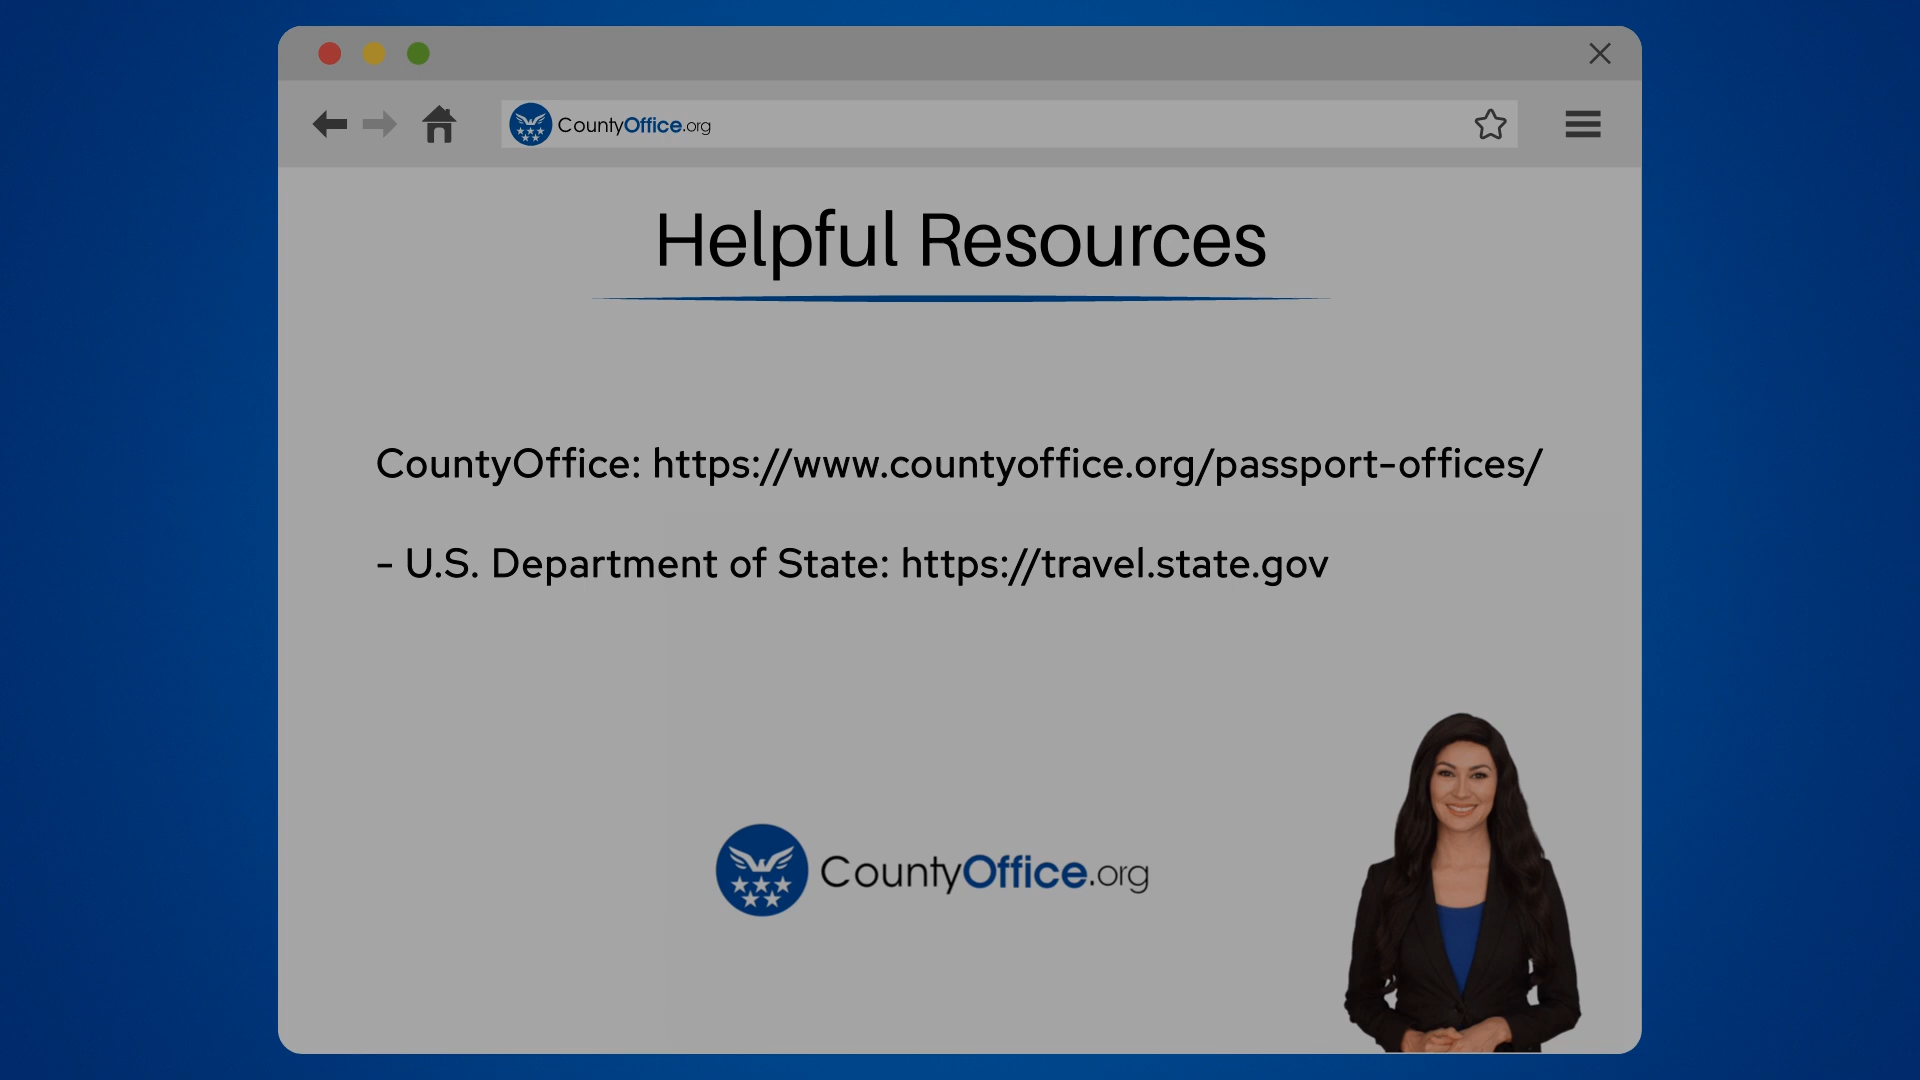 CountyOffice.org
Helpful Resources
CountyOffice: https://www.countyoffice.org/passport-offices/
- U.S. Department of State: https://travel.state.gov
CountyOffice.org